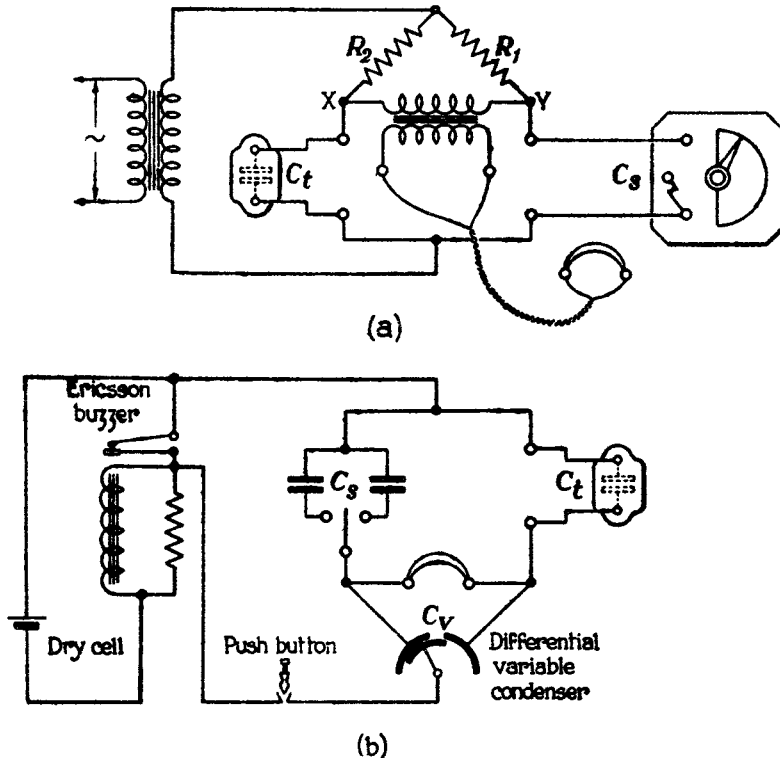 R₂
R₁
X
Y
~
Cₜ
Cₛ
(a)
Ericsson
buzzer
Cₛ
Cₜ
Dry cell
Push button
Cᵥ
Differential
variable
condenser
(b)